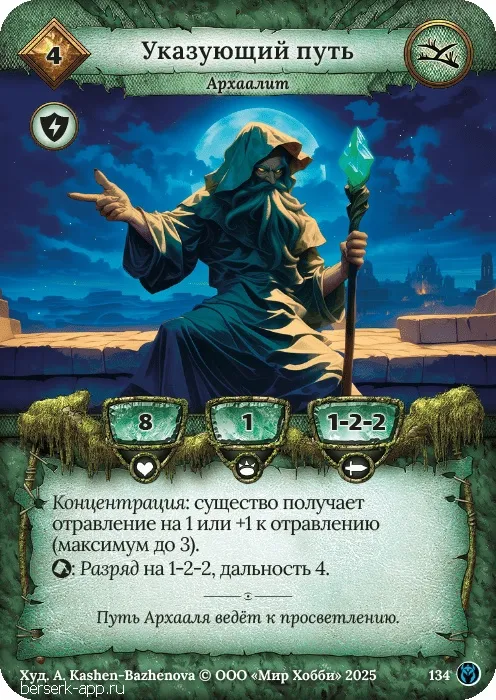 4
Указующий путь
Архаалит
8
1
1-2-2
Концентрация: существо получает
отравление на 1 или +1 к отравлению
(максимум до 3).
: Разряд на 1-2-2, дальность 4.
Путь Архааля ведёт к просветлению.
Худ. A. Kashen-Bazhenova © ООО «Мир Хобби» 2025
134
berserk-app.ru